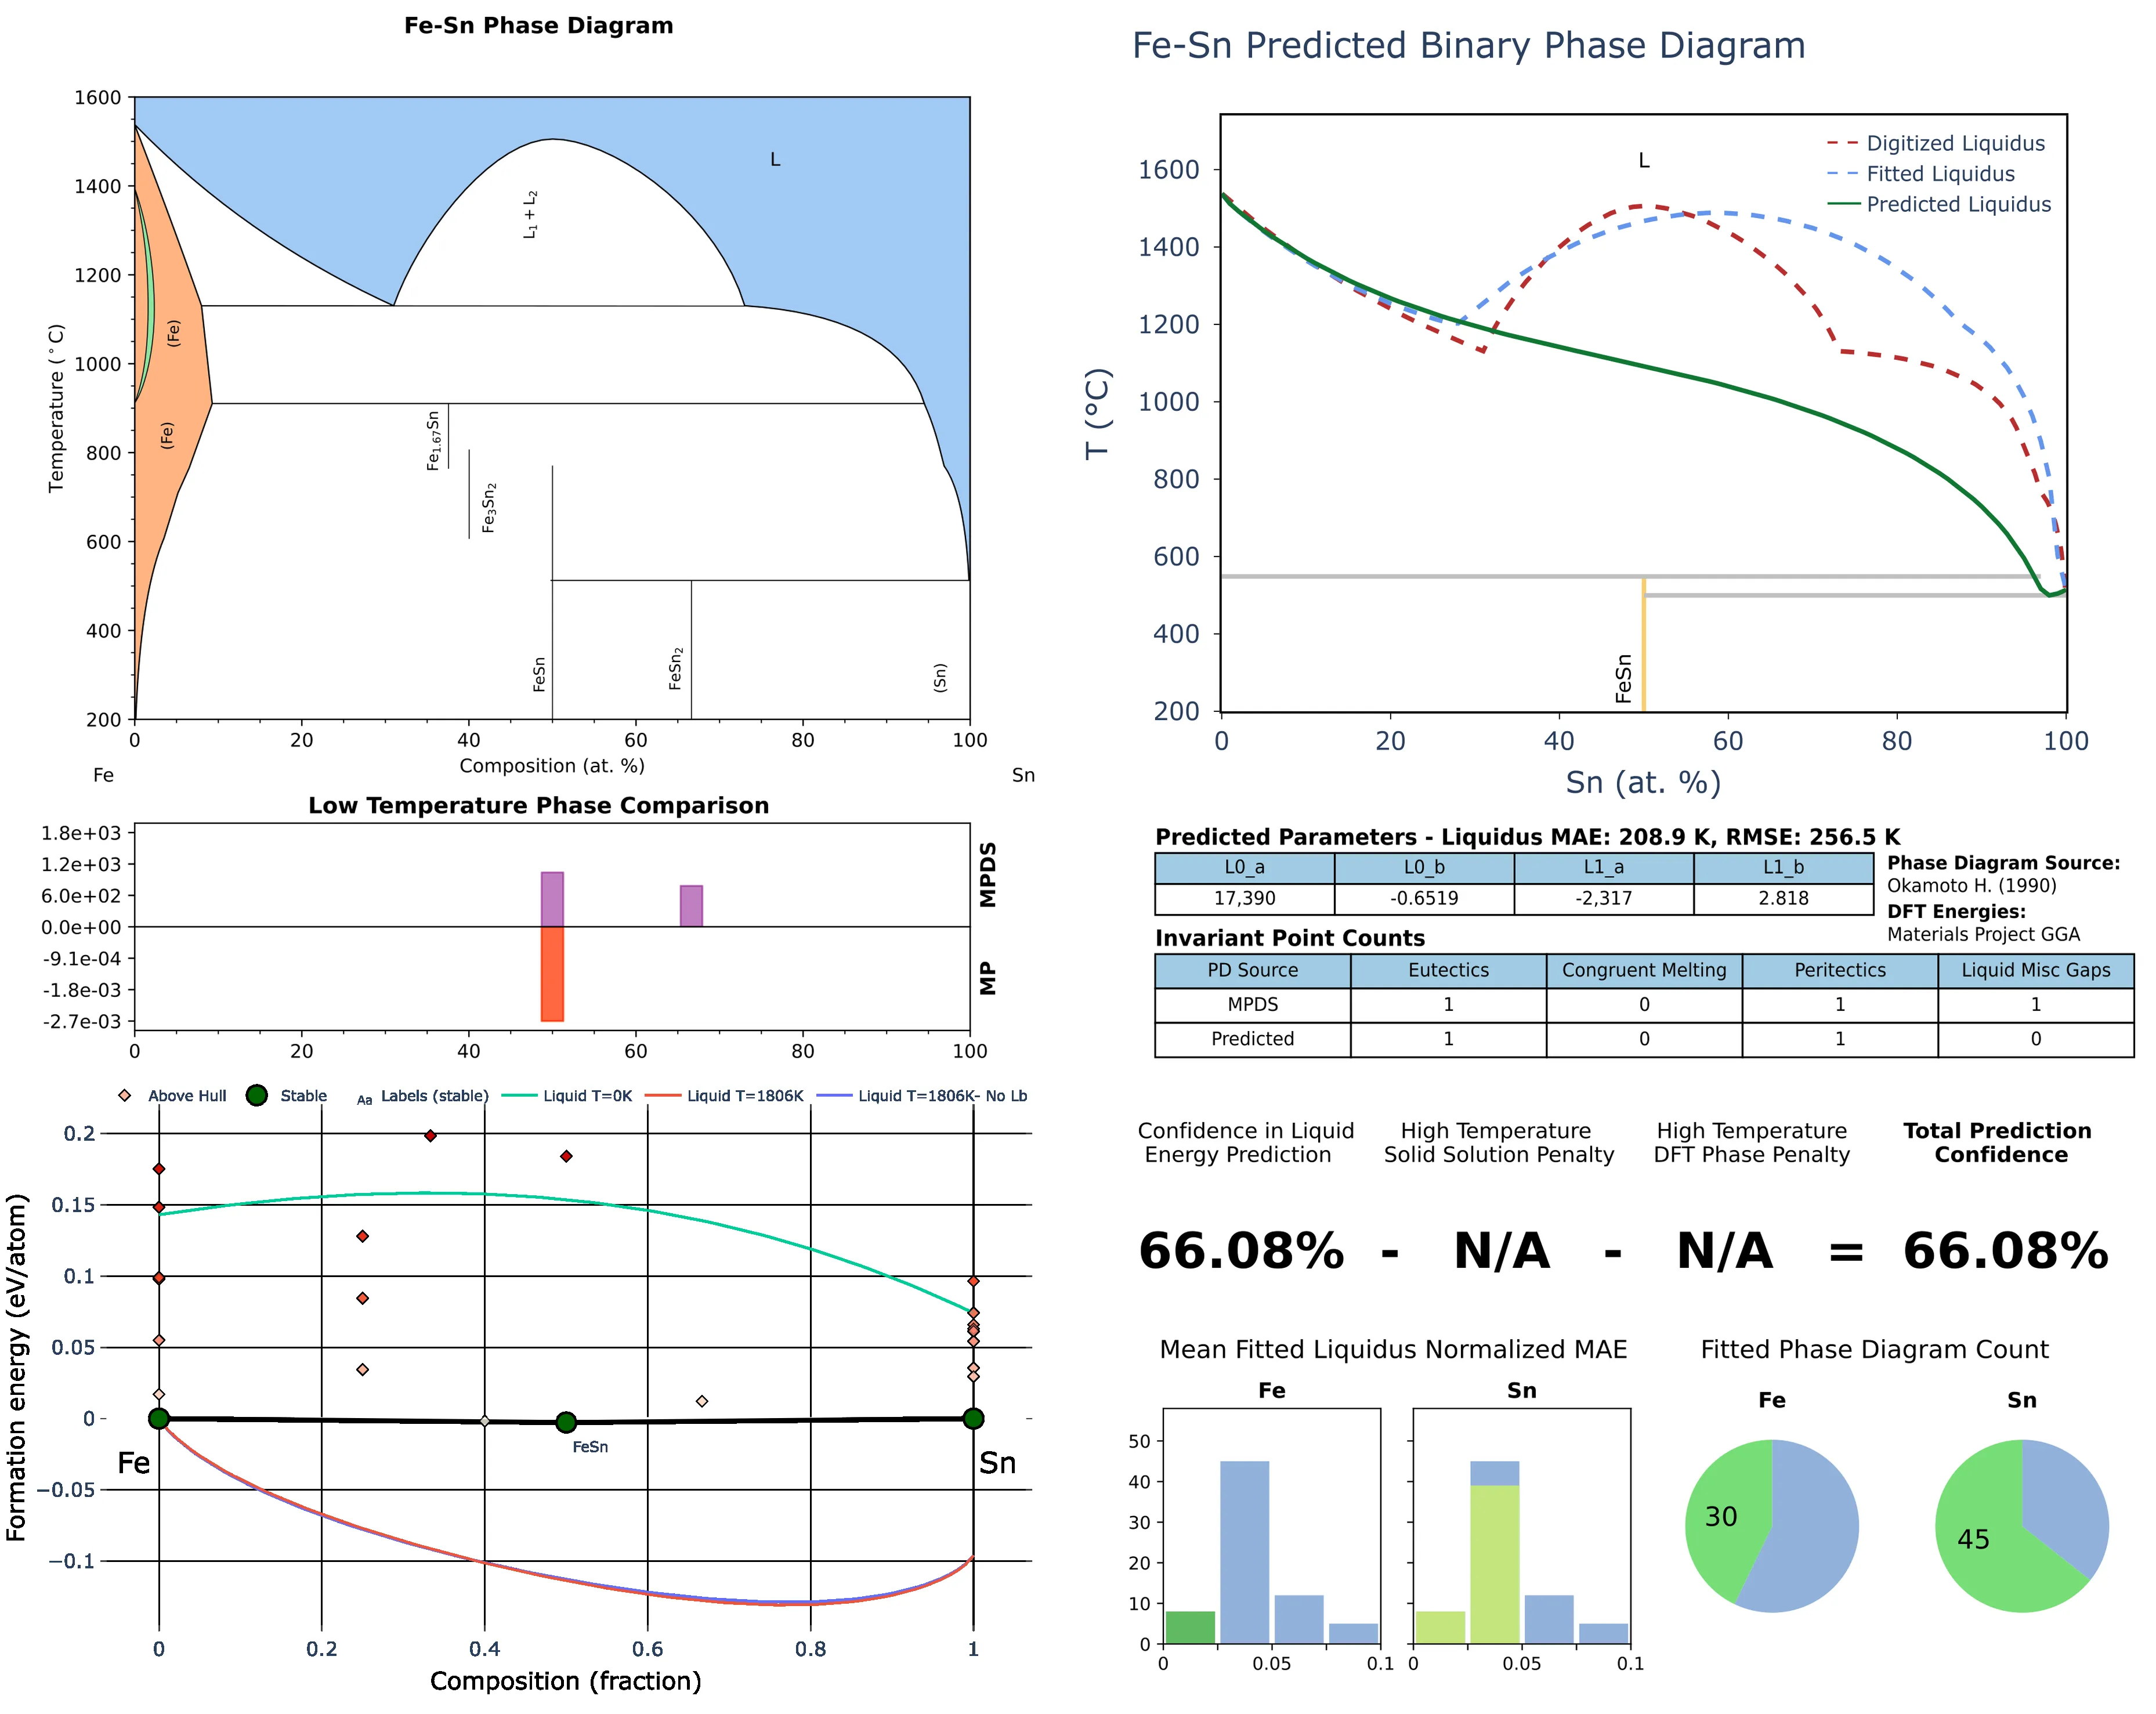 Fe-Sn Phase Diagram
1600
1400
1200
1000
800
600
400
200
Temperature (°C)
L
L₁ + L₂
(Fe)
(Fe)
Fe₁.₆₇Sn
Fe₃Sn₂
FeSn
FeSn₂
(Sn)
0 20 40 60 80 100
Fe Composition (at. %) Sn
Low Temperature Phase Comparison
1.8e+03
1.2e+03
6.0e+02
0.0e+00
-9.1e-04
-1.8e-03
-2.7e-03
MPDS
MP
0 20 40 60 80 100
Above Hull Stable Aa Labels (stable) Liquid T=0K Liquid T=1806K Liquid T=1806K- No Lb
0.2
0.15
0.1
0.05
0
−0.05
−0.1
Formation energy (eV/atom)
Fe
FeSn
Sn
0 0.2 0.4 0.6 0.8 1
Composition (fraction)
Fe-Sn Predicted Binary Phase Diagram
1600
1400
1200
1000
800
600
400
200
T (°C)
L
Digitized Liquidus
Fitted Liquidus
Predicted Liquidus
FeSn
0 20 40 60 80 100
Sn (at. %)
Predicted Parameters - Liquidus MAE: 208.9 K, RMSE: 256.5 K
L0_a L0_b L1_a L1_b
17,390 -0.6519 -2,317 2.818
Phase Diagram Source:
Okamoto H. (1990)
DFT Energies:
Materials Project GGA
Invariant Point Counts
PD Source Eutectics Congruent Melting Peritectics Liquid Misc Gaps
MPDS 1 0 1 1
Predicted 1 0 1 0
Confidence in Liquid
Energy Prediction
High Temperature
Solid Solution Penalty
High Temperature
DFT Phase Penalty
Total Prediction
Confidence
66.08% - N/A - N/A = 66.08%
Mean Fitted Liquidus Normalized MAE
Fe Sn
50
40
30
20
10
0
0 0.05 0.1 0 0.05 0.1
Fitted Phase Diagram Count
Fe Sn
30 45